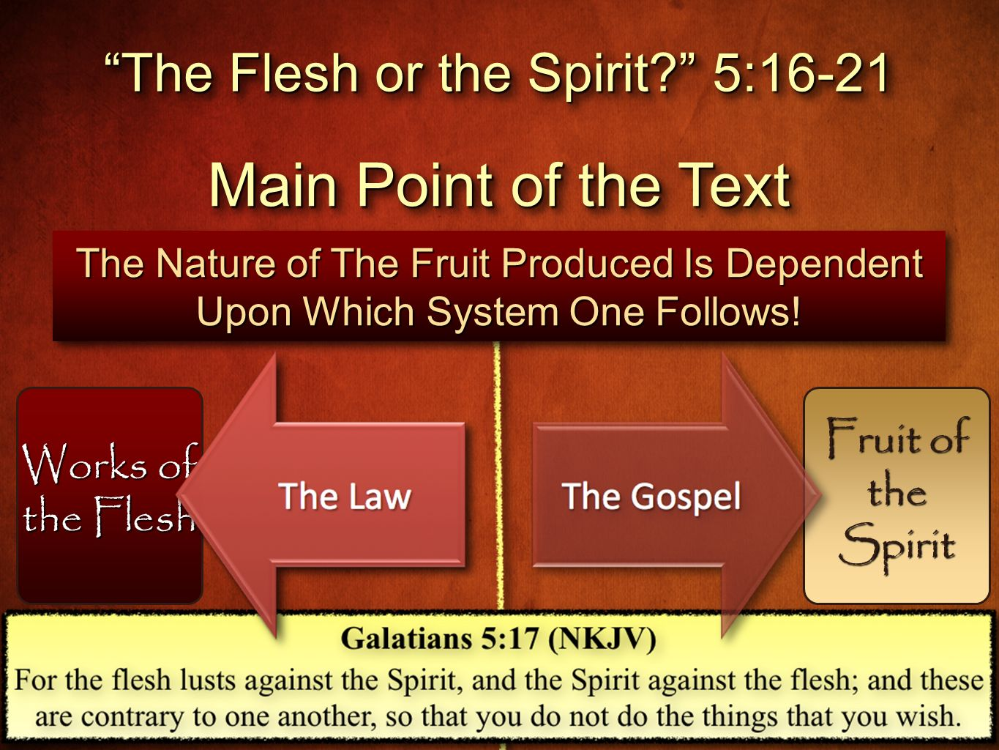 “The Flesh or the Spirit?” 5:16-21
Main Point of the Text
The Nature of The Fruit Produced Is Dependent
Upon Which System One Follows!
Works of
the Flesh
The Law
The Gospel
Fruit of
the
Spirit
Galatians 5:17 (NKJV)
For the flesh lusts against the Spirit, and the Spirit against the flesh; and these
are contrary to one another, so that you do not do the things that you wish.